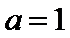 a = 1